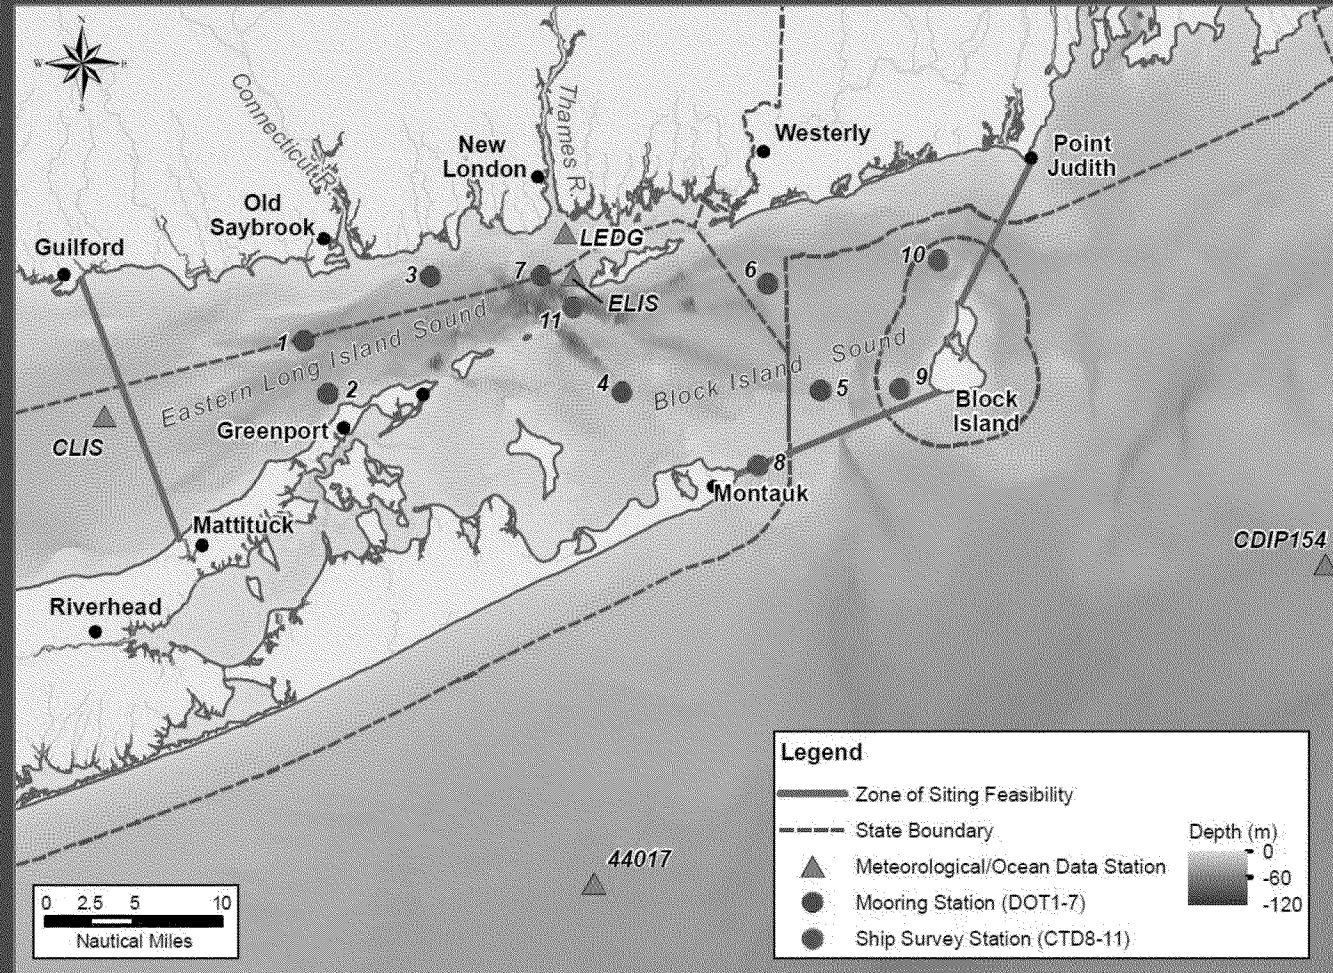 N
W
E
S
Connecticut R.
Thames R.
New
London
Westerly
Point
Judith
Old
Saybrook
Guilford
LEDG
3
7
6
10
ELIS
11
1
Eastern Long Island Sound
2
4
Block Island Sound
5
9
Block
Island
CLIS
Greenport
8
Montauk
Mattituck
CDIP154
Riverhead
44017
Legend
Zone of Siting Feasibility
State Boundary
Meteorological/Ocean Data Station
Mooring Station (DOT1-7)
Ship Survey Station (CTD8-11)
Depth (m)
0
-60
-120
0 2.5 5 10
Nautical Miles